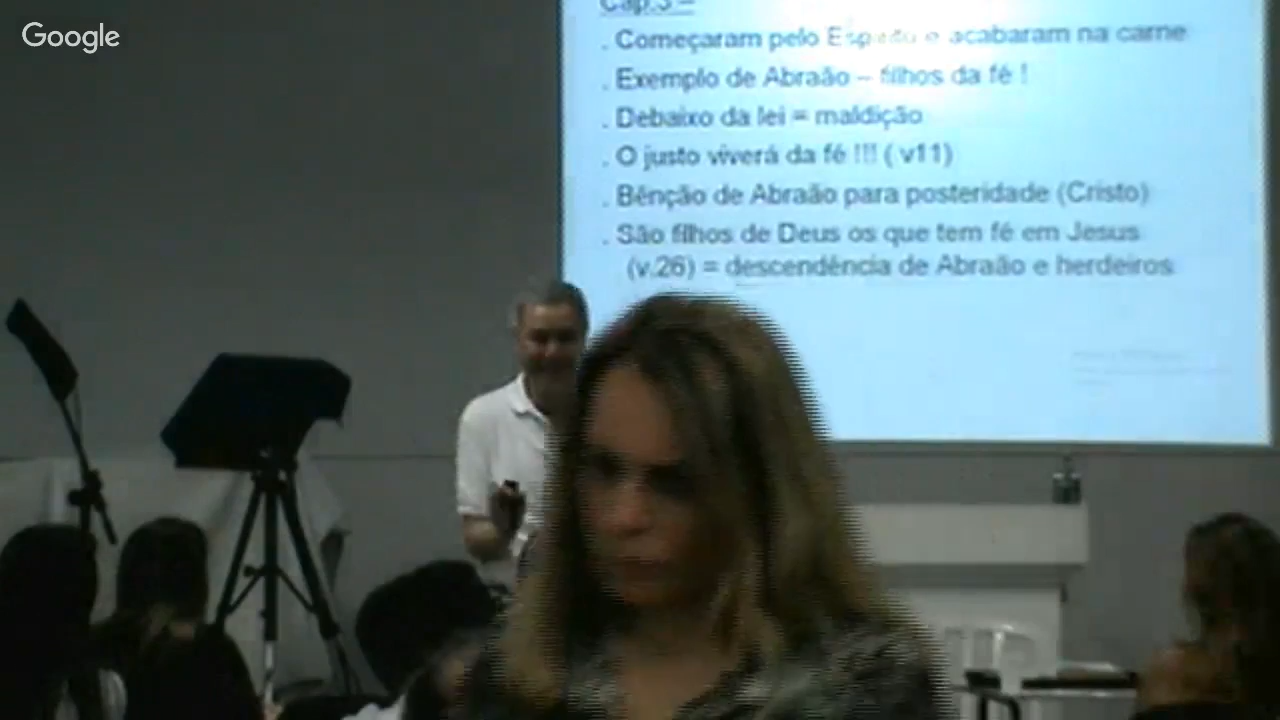 Google
Cap.3 –
. Começaram pelo Espírito e acabaram na carne
. Exemplo de Abraão – filhos da fé !
. Debaixo da lei = maldição
. O justo viverá da fé !!! ( v11)
. Bênção de Abraão para posteridade (Cristo)
. São filhos de Deus os que tem fé em Jesus
(v.26) = descendência de Abraão e herdeiros